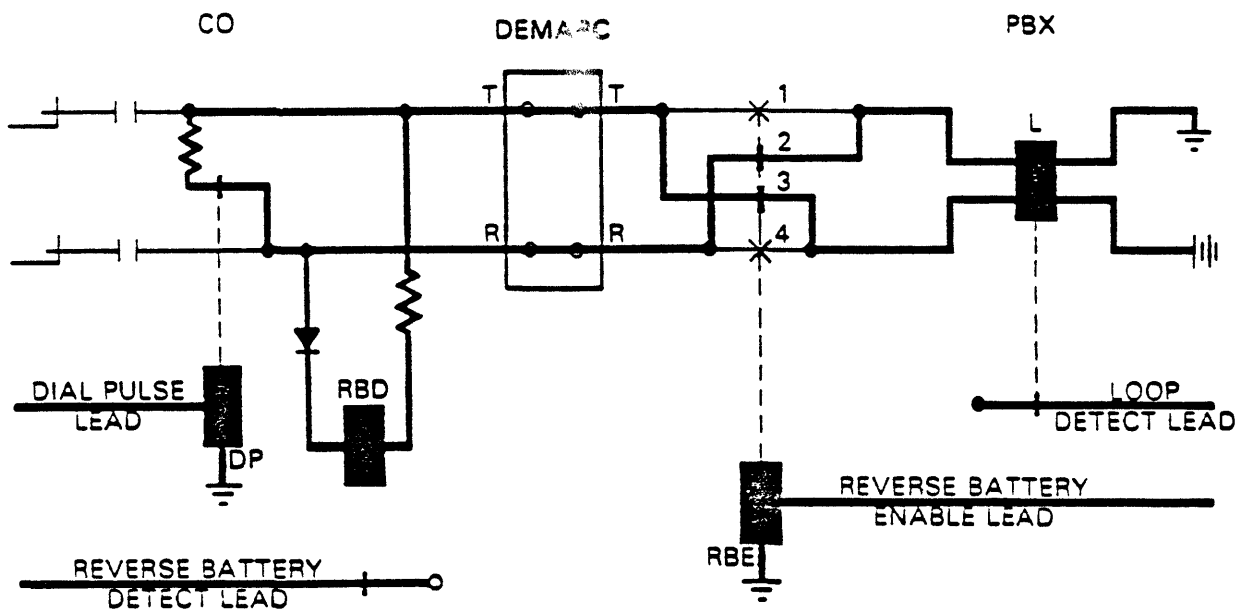 CO
DEMARC
PBX
T T
1
2
L
3
R R
4
DIAL PULSE
LEAD
RBD
LOOP
DETECT LEAD
DP
REVERSE BATTERY
ENABLE LEAD
RBE
REVERSE BATTERY
DETECT LEAD